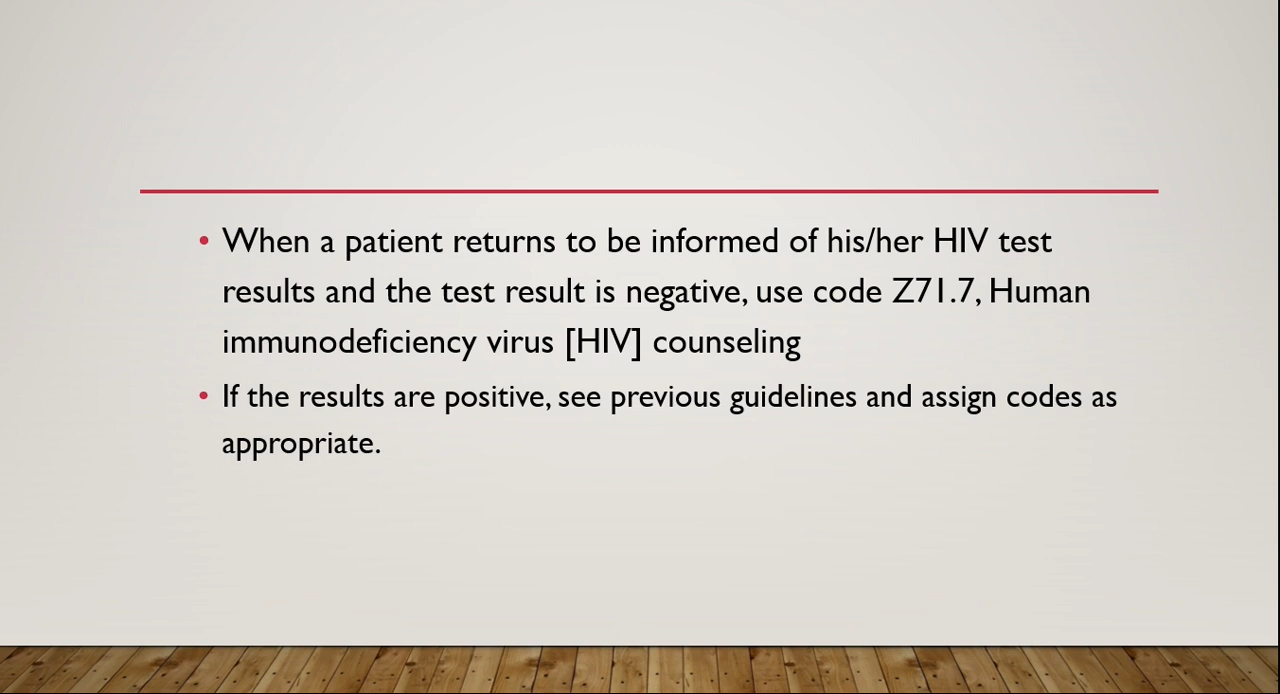 • When a patient returns to be informed of his/her HIV test
results and the test result is negative, use code Z71.7, Human
immunodeficiency virus [HIV] counseling
• If the results are positive, see previous guidelines and assign codes as
appropriate.